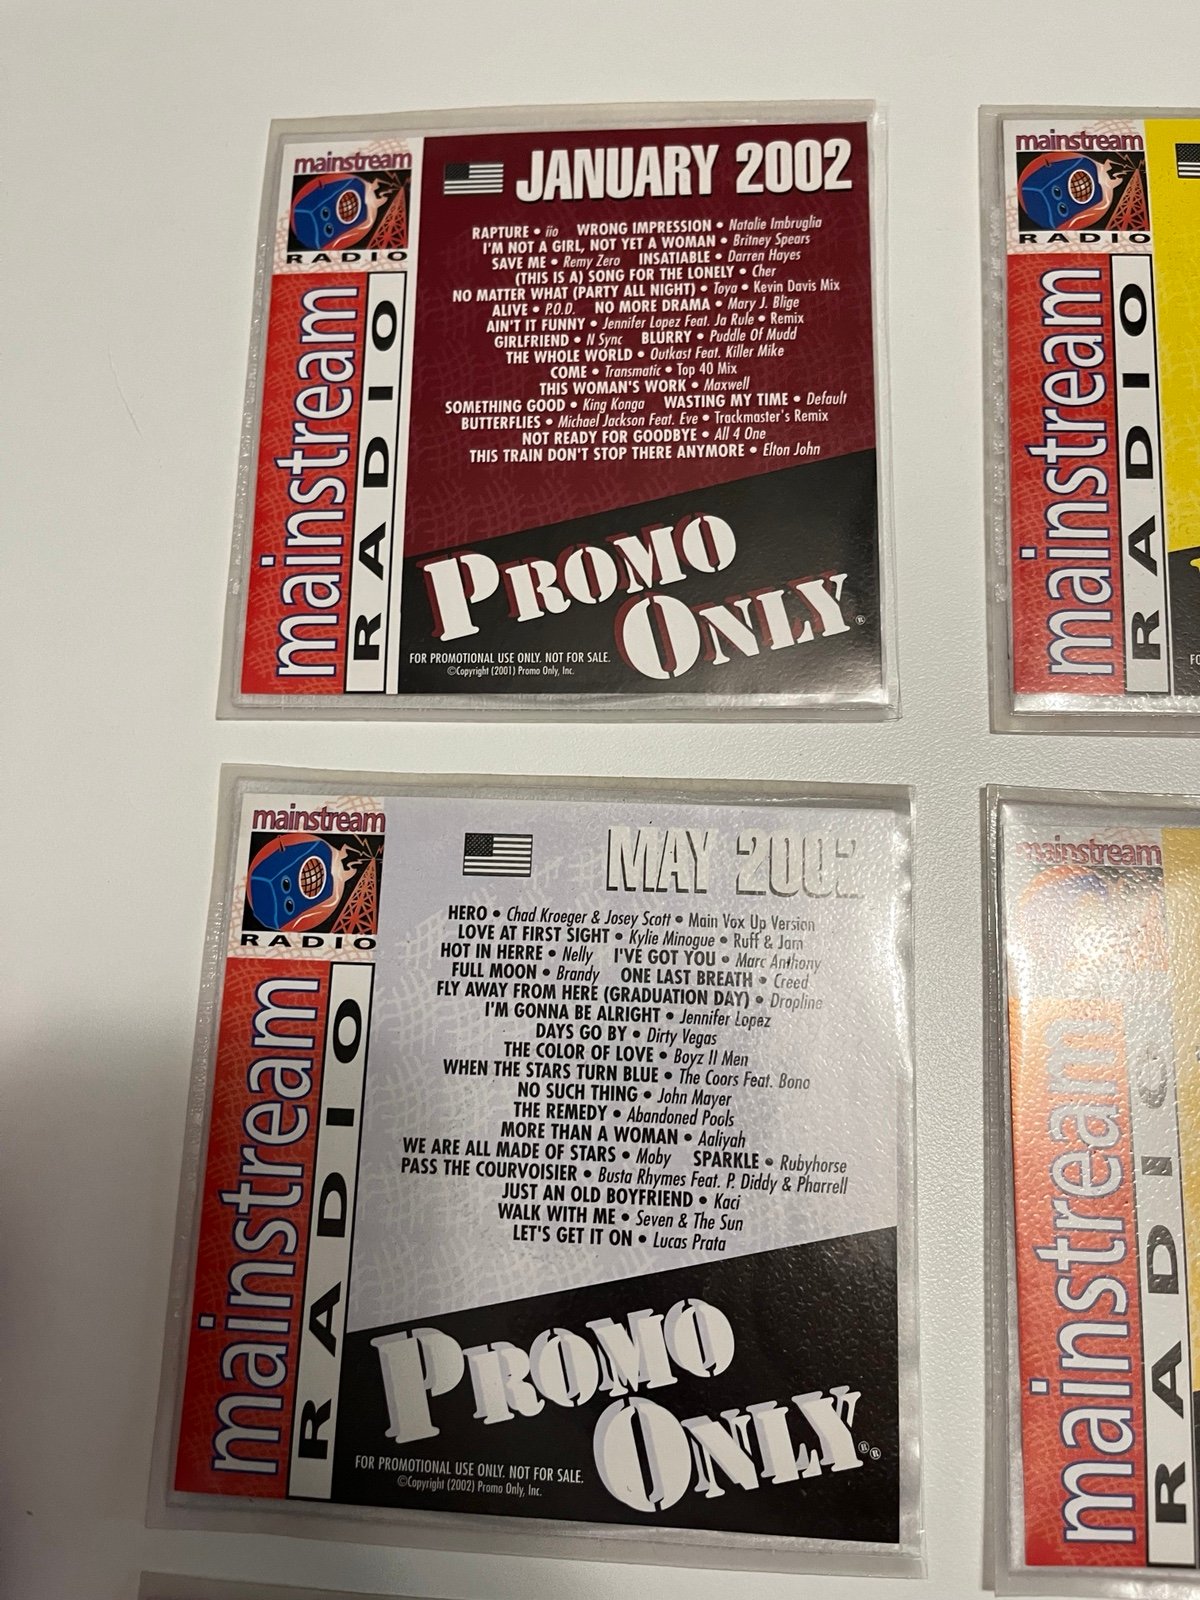 mainstream
RADIO
mainstream
RADIO
JANUARY 2002
RAPTURE • iio WRONG IMPRESSION • Natalie Imbruglia
I'M NOT A GIRL, NOT YET A WOMAN • Britney Spears
SAVE ME • Remy Zero INSATIABLE • Darren Hayes
(THIS IS A) SONG FOR THE LONELY • Cher
NO MATTER WHAT (PARTY ALL NIGHT) • Toya • Kevin Davis Mix
ALIVE • P.O.D. NO MORE DRAMA • Mary J. Blige
AIN'T IT FUNNY • Jennifer Lopez Feat. Ja Rule • Remix
GIRLFRIEND • N Sync BLURRY • Puddle Of Mudd
THE WHOLE WORLD • Outkast Feat. Killer Mike
COME • Transmatic • Top 40 Mix
THIS WOMAN'S WORK • Maxwell
SOMETHING GOOD • King Konga WASTING MY TIME • Default
BUTTERFLIES • Michael Jackson Feat. Eve • Trackmaster's Remix
NOT READY FOR GOODBYE • All 4 One
THIS TRAIN DON'T STOP THERE ANYMORE • Elton John
PROMO
ONLY®
FOR PROMOTIONAL USE ONLY. NOT FOR SALE.
©Copyright (2001) Promo Only, Inc.
mainstream
RADIO
mainstream
RADIO
mainstream
RADIO
mainstream
RADIO
MAY 2002
HERO • Chad Kroeger & Josey Scott • Main Vox Up Version
LOVE AT FIRST SIGHT • Kylie Minogue • Ruff & Jam
HOT IN HERRE • Nelly I'VE GOT YOU • Marc Anthony
FULL MOON • Brandy ONE LAST BREATH • Creed
FLY AWAY FROM HERE (GRADUATION DAY) • Dropline
I'M GONNA BE ALRIGHT • Jennifer Lopez
DAYS GO BY • Dirty Vegas
THE COLOR OF LOVE • Boyz II Men
WHEN THE STARS TURN BLUE • The Coors Feat. Bono
NO SUCH THING • John Mayer
THE REMEDY • Abandoned Pools
MORE THAN A WOMAN • Aaliyah
WE ARE ALL MADE OF STARS • Moby SPARKLE • Rubyhorse
PASS THE COURVOISIER • Busta Rhymes Feat. P. Diddy & Pharrell
JUST AN OLD BOYFRIEND • Kaci
WALK WITH ME • Seven & The Sun
LET'S GET IT ON • Lucas Prata
PROMO
ONLY®®
FOR PROMOTIONAL USE ONLY. NOT FOR SALE.
©Copyright (2002) Promo Only, Inc.
mainstream
mainstream
RADIO